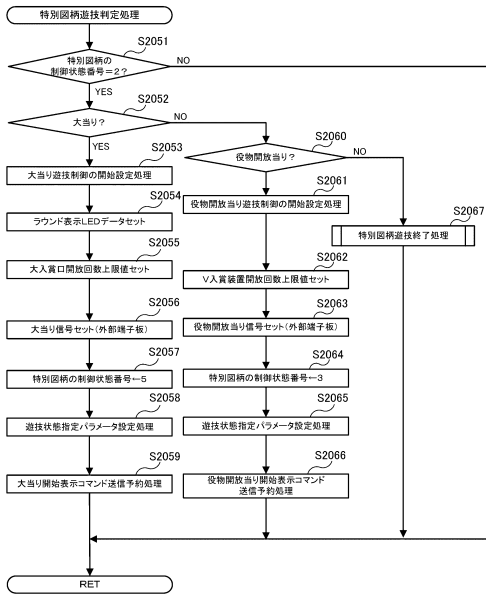 特別図柄遊技判定処理
S2051
特別図柄の
制御状態番号=2?
NO
YES
S2052
大当り?
NO
YES
S2053
大当り遊技制御の開始設定処理
S2054
ラウンド表示LEDデータセット
S2055
大入賞口開放回数上限値セット
S2056
大当り信号セット(外部端子板)
S2057
特別図柄の制御状態番号←5
S2058
遊技状態指定パラメータ設定処理
S2059
大当り開始表示コマンド送信予約処理
S2060
役物開放当り?
NO
YES
S2061
役物開放当り遊技制御の開始設定処理
S2062
V入賞装置開放回数上限値セット
S2063
役物開放当り信号セット(外部端子板)
S2064
特別図柄の制御状態番号←3
S2065
遊技状態指定パラメータ設定処理
S2066
役物開放当り開始表示コマンド
送信予約処理
S2067
特別図柄遊技終了処理
RET